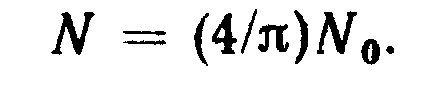 N = (4/π)N₀.